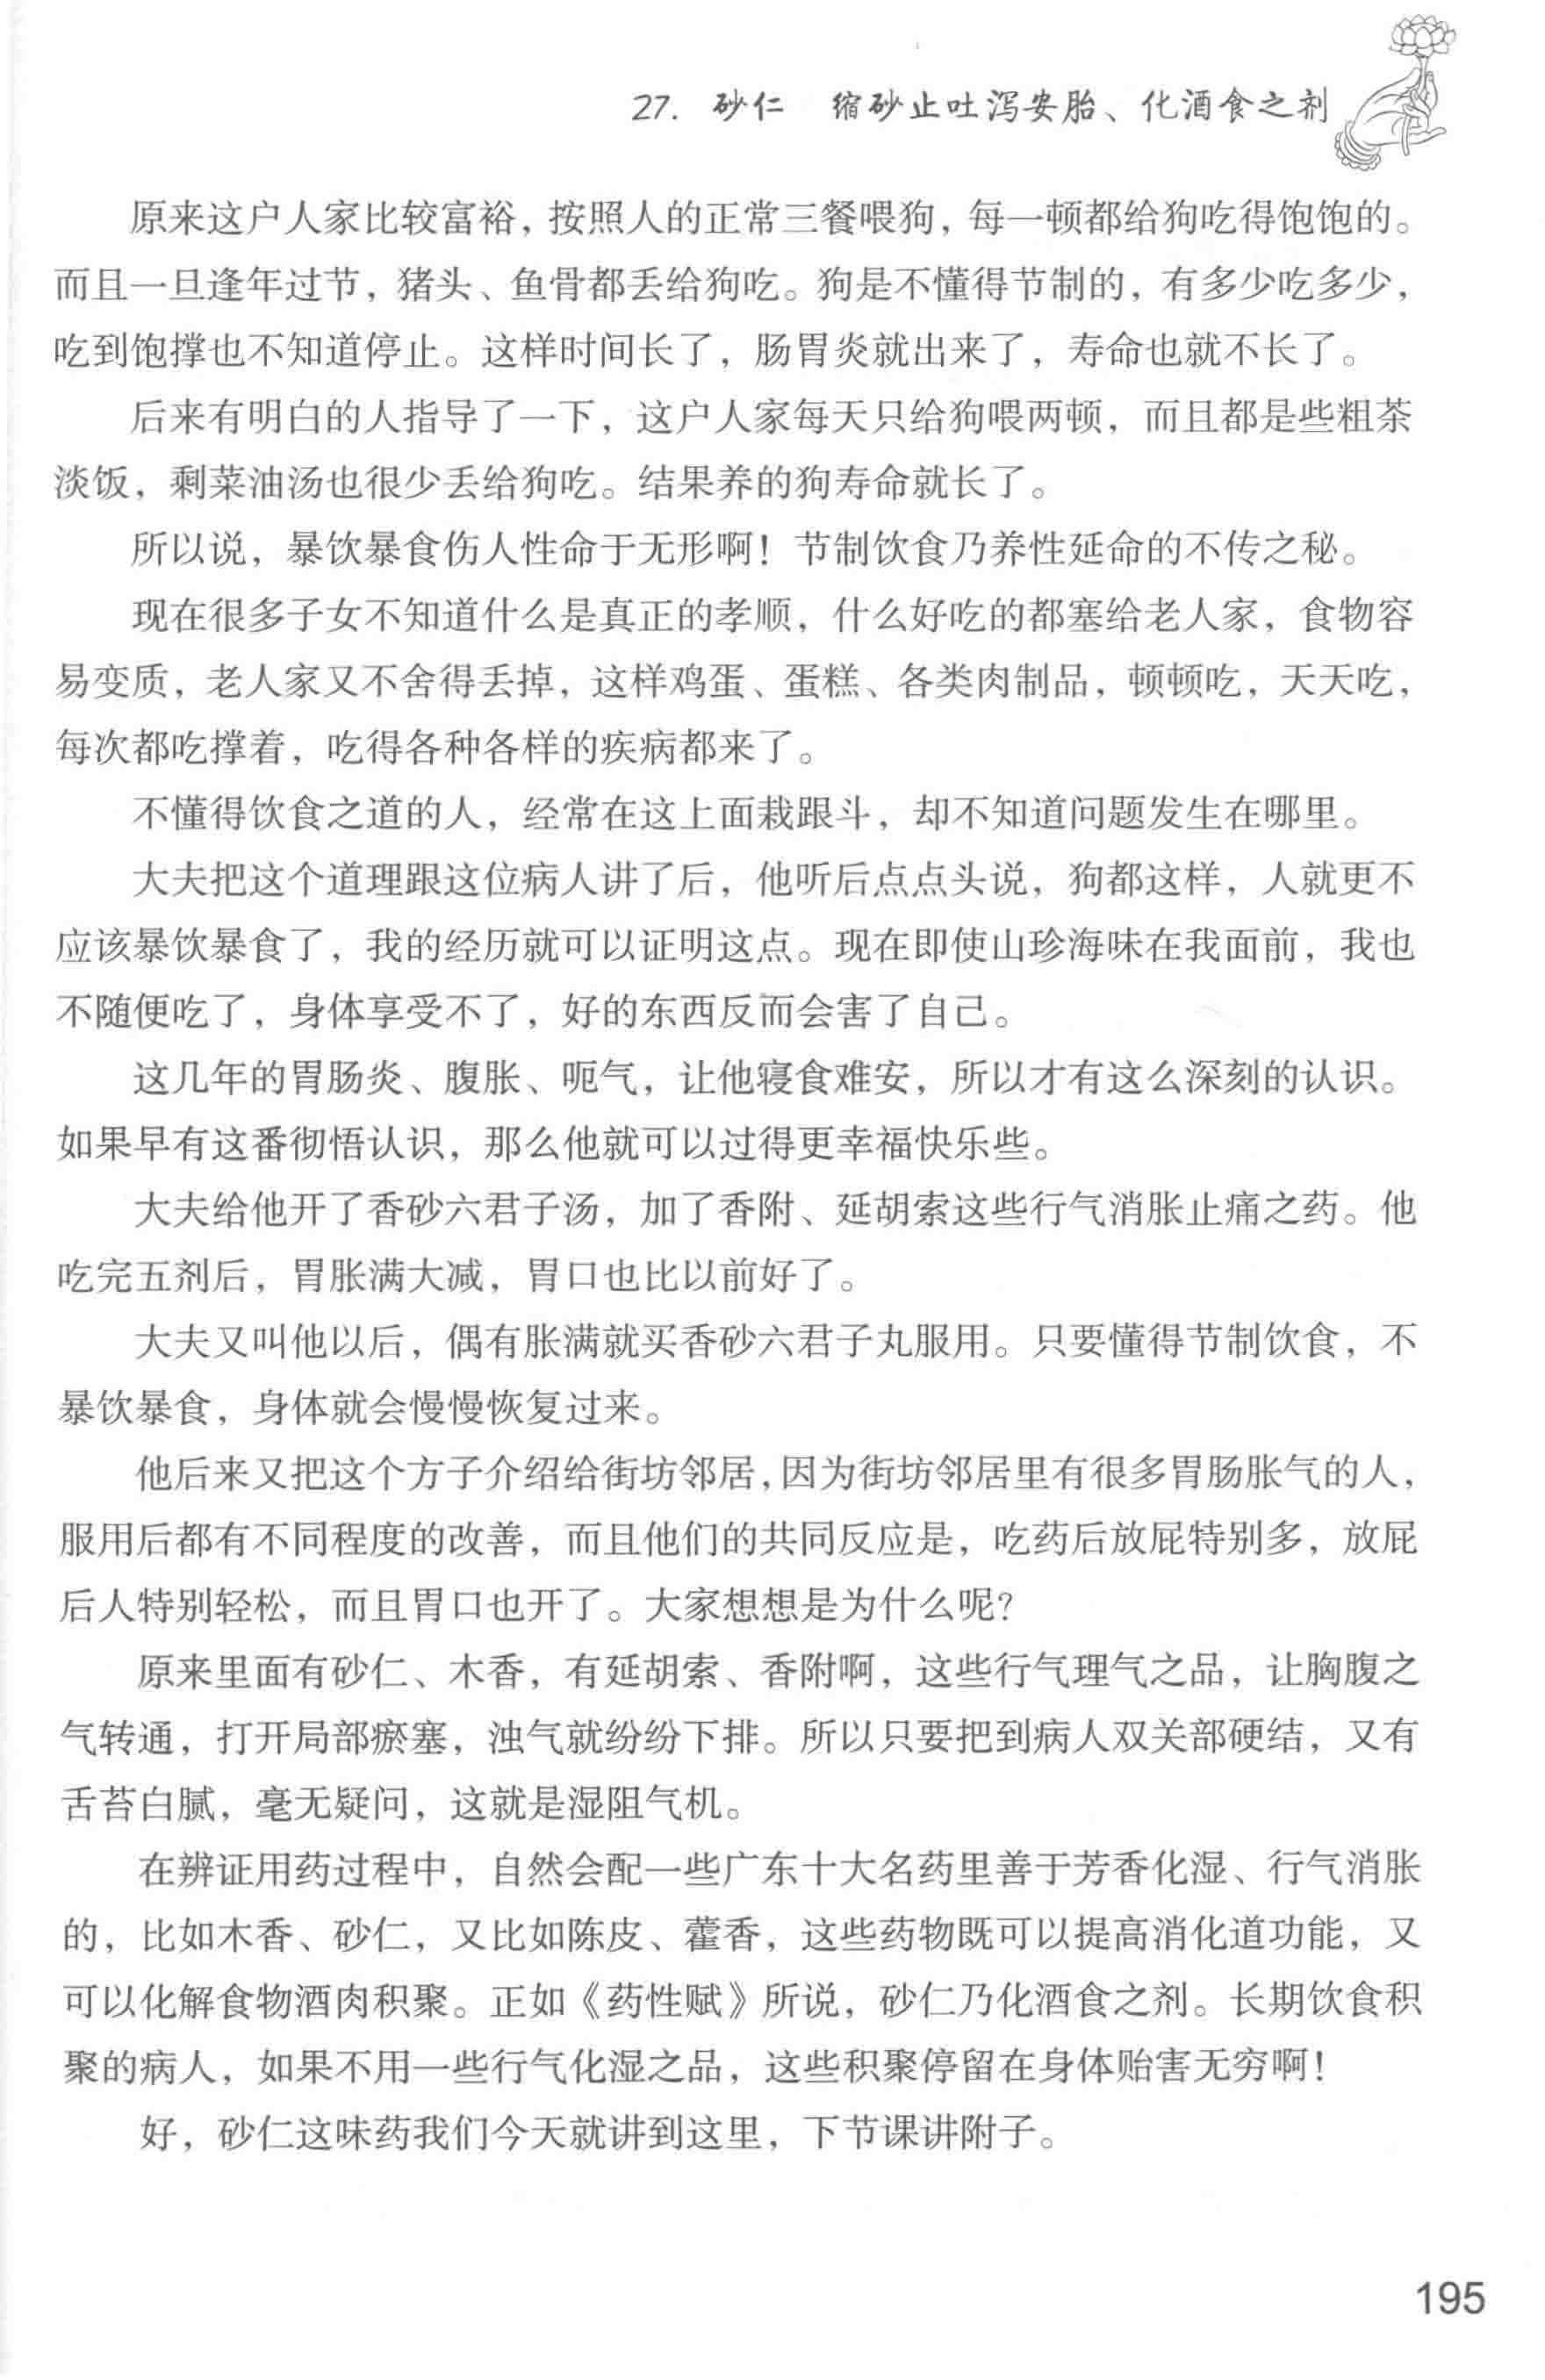 27. 砂仁 缩砂止吐泻安胎、化酒食之剂
原来这户人家比较富裕，按照人的正常三餐喂狗，每一顿都给狗吃得饱饱的。
而且一旦逢年过节，猪头、鱼骨都丢给狗吃。狗是不懂得节制的，有多少吃多少，
吃到饱撑也不知道停止。这样时间长了，肠胃炎就出来了，寿命也就不长了。
后来有明白的人指导了一下，这户人家每天只给狗喂两顿，而且都是些粗茶
淡饭，剩菜油汤也很少丢给狗吃。结果养的狗寿命就长了。
所以说，暴饮暴食伤人性命于无形啊！节制饮食乃养性延命的不传之秘。
现在很多子女不知道什么是真正的孝顺，什么好吃的都塞给老人家，食物容
易变质，老人家又不舍得丢掉，这样鸡蛋、蛋糕、各类肉制品，顿顿吃，天天吃，
每次都吃撑着，吃得各种各样的疾病都来了。
不懂得饮食之道的人，经常在这上面栽跟斗，却不知道问题发生在哪里。
大夫把这个道理跟这位病人讲了后，他听后点点头说，狗都这样，人就更不
应该暴饮暴食了，我的经历就可以证明这点。现在即使山珍海味在我面前，我也
不随便吃了，身体享受不了，好的东西反而会害了自己。
这几年的胃肠炎、腹胀、呃气，让他寝食难安，所以才有这么深刻的认识。
如果早有这番彻悟认识，那么他就可以过得更幸福快乐些。
大夫给他开了香砂六君子汤，加了香附、延胡索这些行气消胀止痛之药。他
吃完五剂后，胃胀满大减，胃口也比以前好了。
大夫又叫他以后，偶有胀满就买香砂六君子丸服用。只要懂得节制饮食，不
暴饮暴食，身体就会慢慢恢复过来。
他后来又把这个方子介绍给街坊邻居，因为街坊邻居里有很多胃肠胀气的人，
服用后都有不同程度的改善，而且他们的共同反应是，吃药后放屁特别多，放屁
后人特别轻松，而且胃口也开了。大家想想是为什么呢？
原来里面有砂仁、木香，有延胡索、香附啊，这些行气理气之品，让胸腹之
气转通，打开局部瘀塞，浊气就纷纷下排。所以只要把到病人双关部硬结，又有
舌苔白腻，毫无疑问，这就是湿阻气机。
在辨证用药过程中，自然会配一些广东十大名药里善于芳香化湿、行气消胀
的，比如木香、砂仁，又比如陈皮、藿香，这些药物既可以提高消化道功能，又
可以化解食物酒肉积聚。正如《药性赋》所说，砂仁乃化酒食之剂。长期饮食积
聚的病人，如果不用一些行气化湿之品，这些积聚停留在身体贻害无穷啊！
好，砂仁这味药我们今天就讲到这里，下节课讲附子。
195